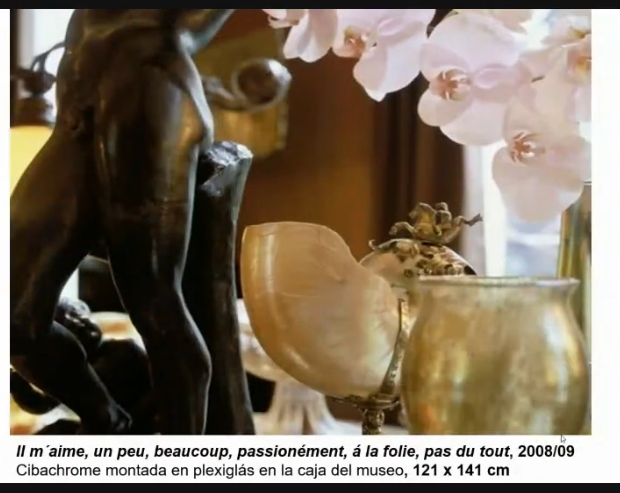 Il m´aime, un peu, beaucoup, passionément, á la folie, pas du tout, 2008/09
Cibachrome montada en plexiglás en la caja del museo, 121 x 141 cm